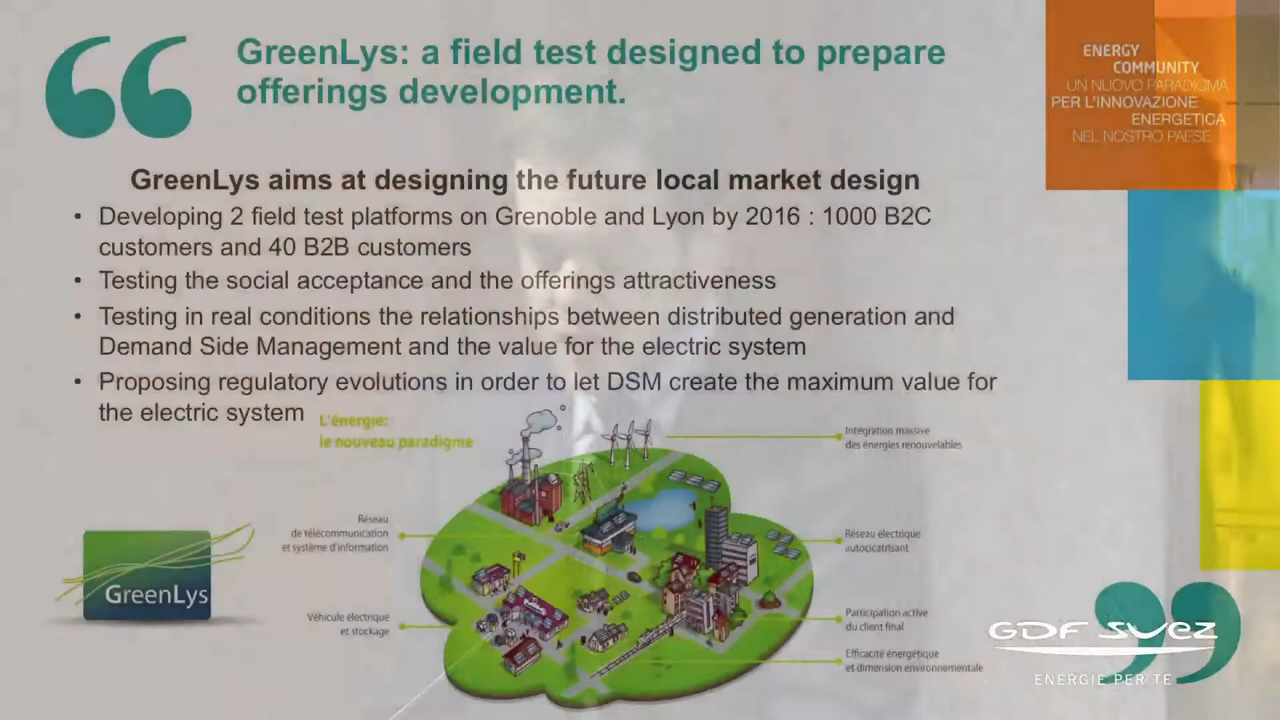 GreenLys: a field test designed to prepare
offerings development.
ENERGY
COMMUNITY
UN NUOVO PARADIGMA
PER L'INNOVAZIONE
ENERGETICA
NEL NOSTRO PAESE
GreenLys aims at designing the future local market design
• Developing 2 field test platforms on Grenoble and Lyon by 2016 : 1000 B2C
customers and 40 B2B customers
• Testing the social acceptance and the offerings attractiveness
• Testing in real conditions the relationships between distributed generation and
Demand Side Management and the value for the electric system
• Proposing regulatory evolutions in order to let DSM create the maximum value for
the electric system
L'énergie:
le nouveau paradigme
Intégration massive
des énergies renouvelables
Réseau
de télécommunication
et système d'information
Réseau électrique
autocicatrisant
GreenLys
Véhicule électrique
et stockage
Participation active
du client final
Efficacité énergétique
et dimension environnementale
GDF SUEZ
ENERGIE PER TE